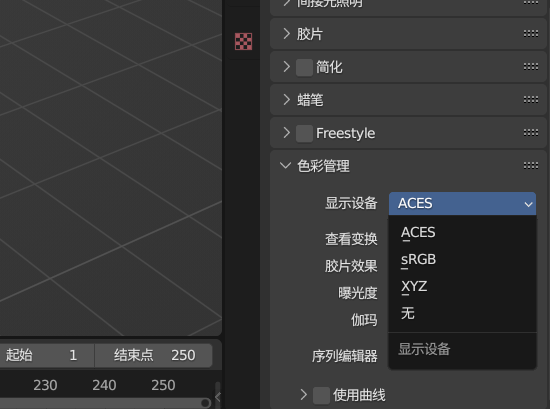 间接光照明
胶片
简化
蜡笔
Freestyle
色彩管理
显示设备 ACES
查看变换 ACES
胶片效果 sRGB
曝光度 XYZ
伽玛 无
序列编辑器 显示设备
使用曲线
起始 1 结束点 250
230 240 250